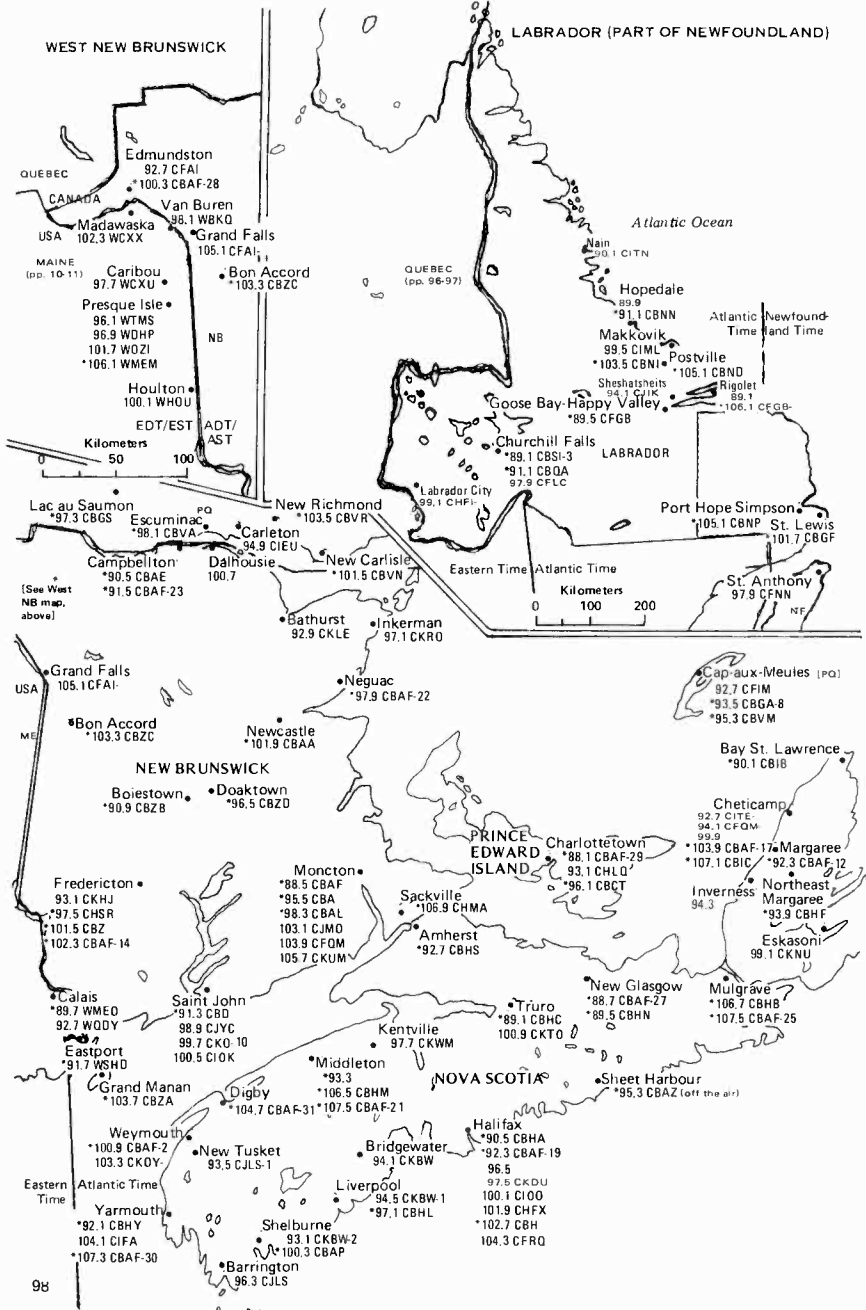 WEST NEW BRUNSWICK
LABRADOR (PART OF NEWFOUNDLAND)
QUEBEC
CANADA
USA
MAINE
(pp. 10-11)
Edmundston
92.7 CFAI
*100.3 CBAF-28
Van Buren
98.1 WBKQ
Madawaska
102.3 WCXX
Grand Falls
105.1 CFAI-
Caribou
97.7 WCXU
Bon Accord
*103.3 CBZC
Presque Isle
96.1 WTMS
96.9 WDHP
101.7 WOZI
*106.1 WMEM
NB
Houlton
100.1 WHOU
EDT/EST
ADT/
AST
Kilometers
0 50 100
QUEBEC
(pp. 96-97)
Atlantic Ocean
Nain
90.1 CITN
Hopedale
89.9
*91.1 CBNN
Atlantic
Time
Newfound-
land Time
Makkovik
99.5 CIML
*103.5 CBNI
Postville
*105.1 CBND
Sheshatsheits
94.1 CJIK
Rigolet
89.1
*106.1 CFGB-
Goose Bay-Happy Valley
*89.5 CFGB
Churchill Falls
*89.1 CBSI-3
*91.1 CBQA
97.9 CFLC
LABRADOR
Labrador City
99.1 CHFI-
Port Hope Simpson
*105.1 CBNP
St. Lewis
101.7 CBGF
Eastern Time
Atlantic Time
Kilometers
0 100 200
St. Anthony
97.9 CFNN
NF
Lac au Saumon
*97.3 CBGS
PQ
Escuminac
*98.1 CBVA
New Richmond
*103.5 CBVR
Carleton
94.9 CIEU
Campbellton
*90.5 CBAE
*91.5 CBAF-23
Dalhousie
100.7
New Carlisle
*101.5 CBVN
[See West
NB map,
above]
Bathurst
92.9 CKLE
Inkerman
97.1 CKRO
Grand Falls
105.1 CFAI-
USA
ME
Neguac
*97.9 CBAF-22
Cap-aux-Meules [PQ]
92.7 CFIM
*93.5 CBGA-8
*95.3 CBVM
Bon Accord
*103.3 CBZC
Newcastle
*101.9 CBAA
Bay St. Lawrence
*90.1 CBIB
NEW BRUNSWICK
Boiestown
*90.9 CBZB
Doaktown
*96.5 CBZD
Cheticamp
92.7 CITE-
94.1 CFQM-
99.9
*103.9 CBAF-17
*107.1 CBIC
PRINCE
EDWARD
ISLAND
Charlottetown
*88.1 CBAF-29
93.1 CHLQ
*96.1 CBCT
Margaree
*92.3 CBAF-12
Fredericton
93.1 CKHJ
*97.5 CHSR
*101.5 CBZ
*102.3 CBAF-14
Moncton
*88.5 CBAF
*95.5 CBA
*98.3 CBAL
103.1 CJMO
103.9 CFQM
105.7 CKUM
Sackville
*106.9 CHMA
Inverness
94.3
Northeast
Margaree
*93.9 CBHF
Amherst
*92.7 CBHS
Eskasoni
99.1 CKNU
Calais
*89.7 WMEO
92.7 WQDY
Saint John
*91.3 CBD
98.9 CJYC
99.7 CKO-10
100.5 CIOK
New Glasgow
*88.7 CBAF-27
*89.5 CBHN
Mulgrave
*106.7 CBHB
*107.5 CBAF-25
Truro
*89.1 CBHC
100.9 CKTO
Kentville
97.7 CKWM
Eastport
*91.7 WSHD
Middleton
*93.3
*106.5 CBHM
*107.5 CBAF-21
NOVA SCOTIA
Sheet Harbour
*95.3 CBAZ (off the air)
Grand Manan
*103.7 CBZA
Digby
*104.7 CBAF-31
Weymouth
*100.9 CBAF-2
103.3 CKOY-
New Tusket
93.5 CJLS-1
Bridgewater
94.1 CKBW
Halifax
*90.5 CBHA
*92.3 CBAF-19
96.5
97.5 CKDU
100.1 CIOO
101.9 CHFX
*102.7 CBH
104.3 CFRQ
Eastern
Time
Atlantic Time
Liverpool
94.5 CKBW-1
*97.1 CBHL
Yarmouth
*92.1 CBHY
104.1 CIFA
*107.3 CBAF-30
Shelburne
93.1 CKBW-2
*100.3 CBAP
Barrington
96.3 CJLS
98